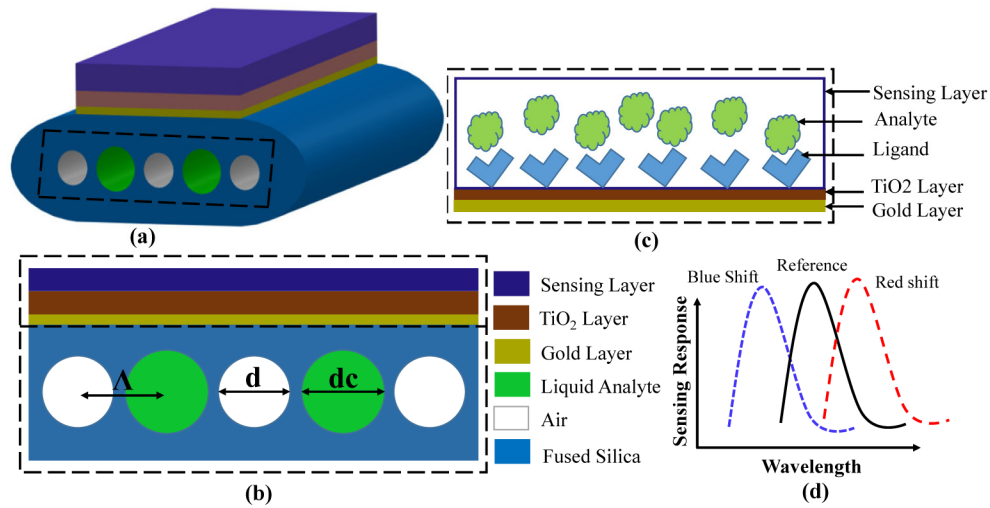 (a)
Sensing Layer
Analyte
Ligand
TiO2 Layer
Gold Layer
(c)
Λ
d
dc
Sensing Layer
TiO₂ Layer
Gold Layer
Liquid Analyte
Air
Fused Silica
(b)
Blue Shift
Reference
Red shift
Sensing Response
Wavelength
(d)